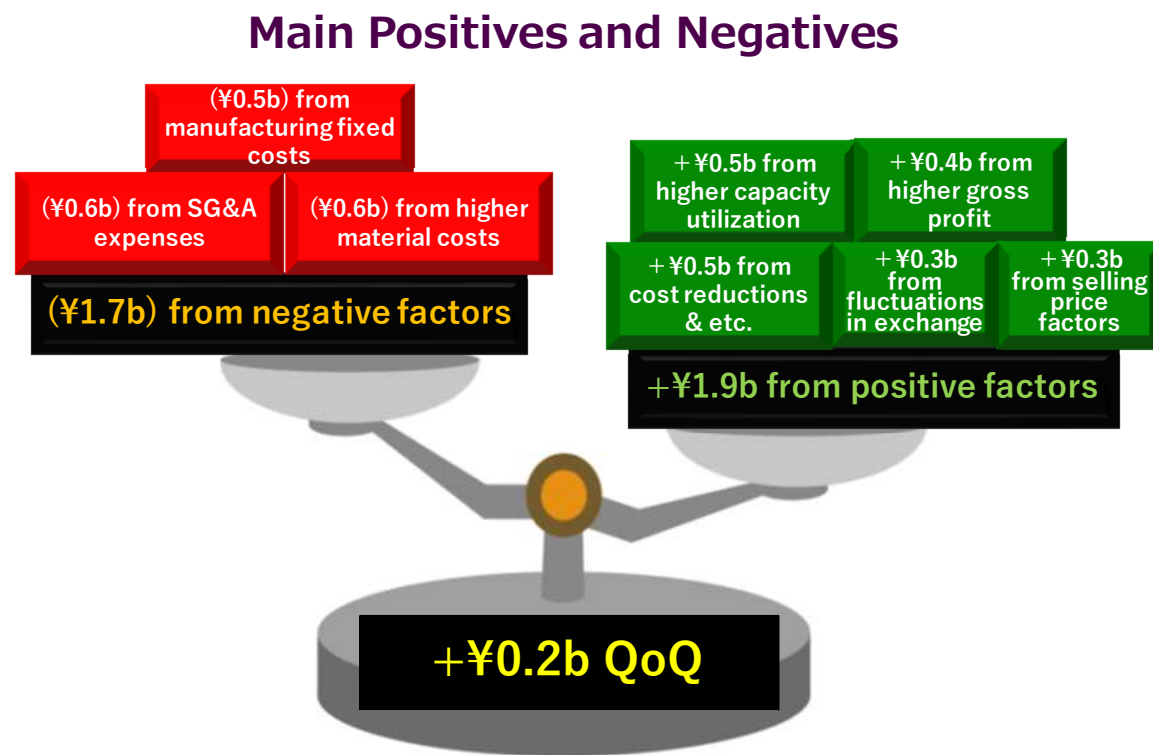 Main Positives and Negatives
(¥0.5b) from
manufacturing fixed
costs
(¥0.6b) from SG&A
expenses
(¥0.6b) from higher
material costs
(¥1.7b) from negative factors
+¥0.5b from
higher capacity
utilization
+¥0.4b from
higher gross
profit
+¥0.5b from
cost reductions
& etc.
+¥0.3b
from
fluctuations
in exchange
+¥0.3b
from selling
price
factors
+¥1.9b from positive factors
+¥0.2b QoQ